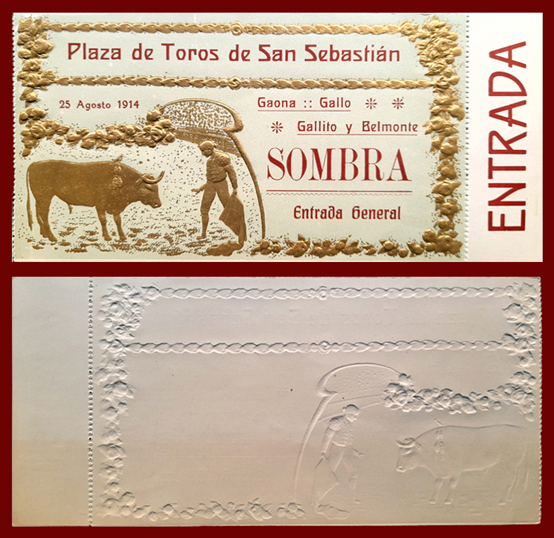 Plaza de Toros de San Sebastián
25 Agosto 1914
Gaona :: Gallo
Gallito y Belmonte
SOMBRA
Entrada General
ENTRADA